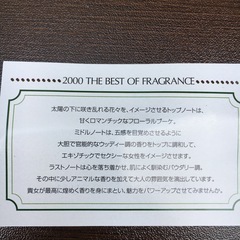 2000 THE BEST OF FRAGRANCE
太陽の下に咲き乱れる花々を、イメージさせるトップノートは、
甘くロマンチックなフローラルブーケ。
ミドルノートは、五感を目覚めさせるように
大胆で官能的なウッディー調の香りをトップに調和して、
エキゾチックでセクシーな女性をイメージさせます。
ラストノートは心を落ち着かせ、肌によく馴染むパウダリー調。
その中に少しアニマルな香りを加えて大人の雰囲気を演出しています。
貴女が最高に煌めく香りを身にまとい、魅力をパワーアップさせてみませんか。